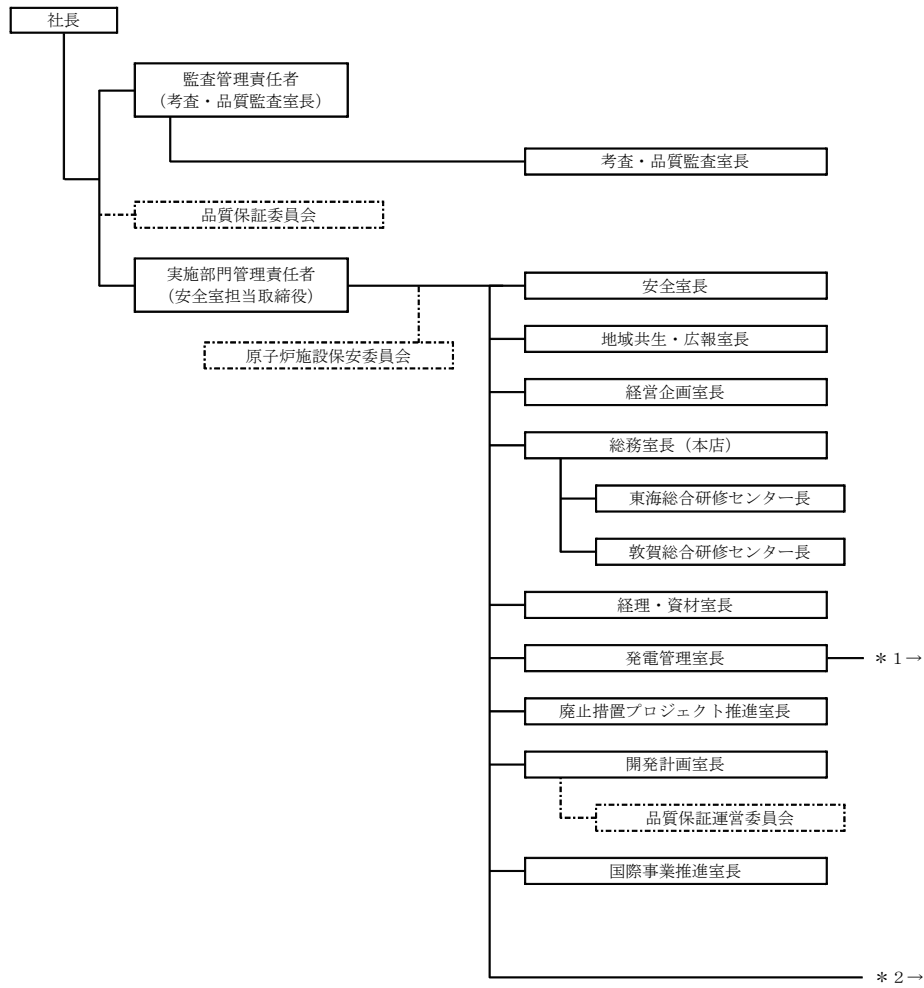 社長
監査管理責任者
（考査・品質監査室長）
考査・品質監査室長
品質保証委員会
実施部門管理責任者
（安全室担当取締役）
安全室長
原子炉施設保安委員会
地域共生・広報室長
経営企画室長
総務室長（本店）
東海総合研修センター長
敦賀総合研修センター長
経理・資材室長
発電管理室長
＊１→
廃止措置プロジェクト推進室長
開発計画室長
品質保証運営委員会
国際事業推進室長
＊２→